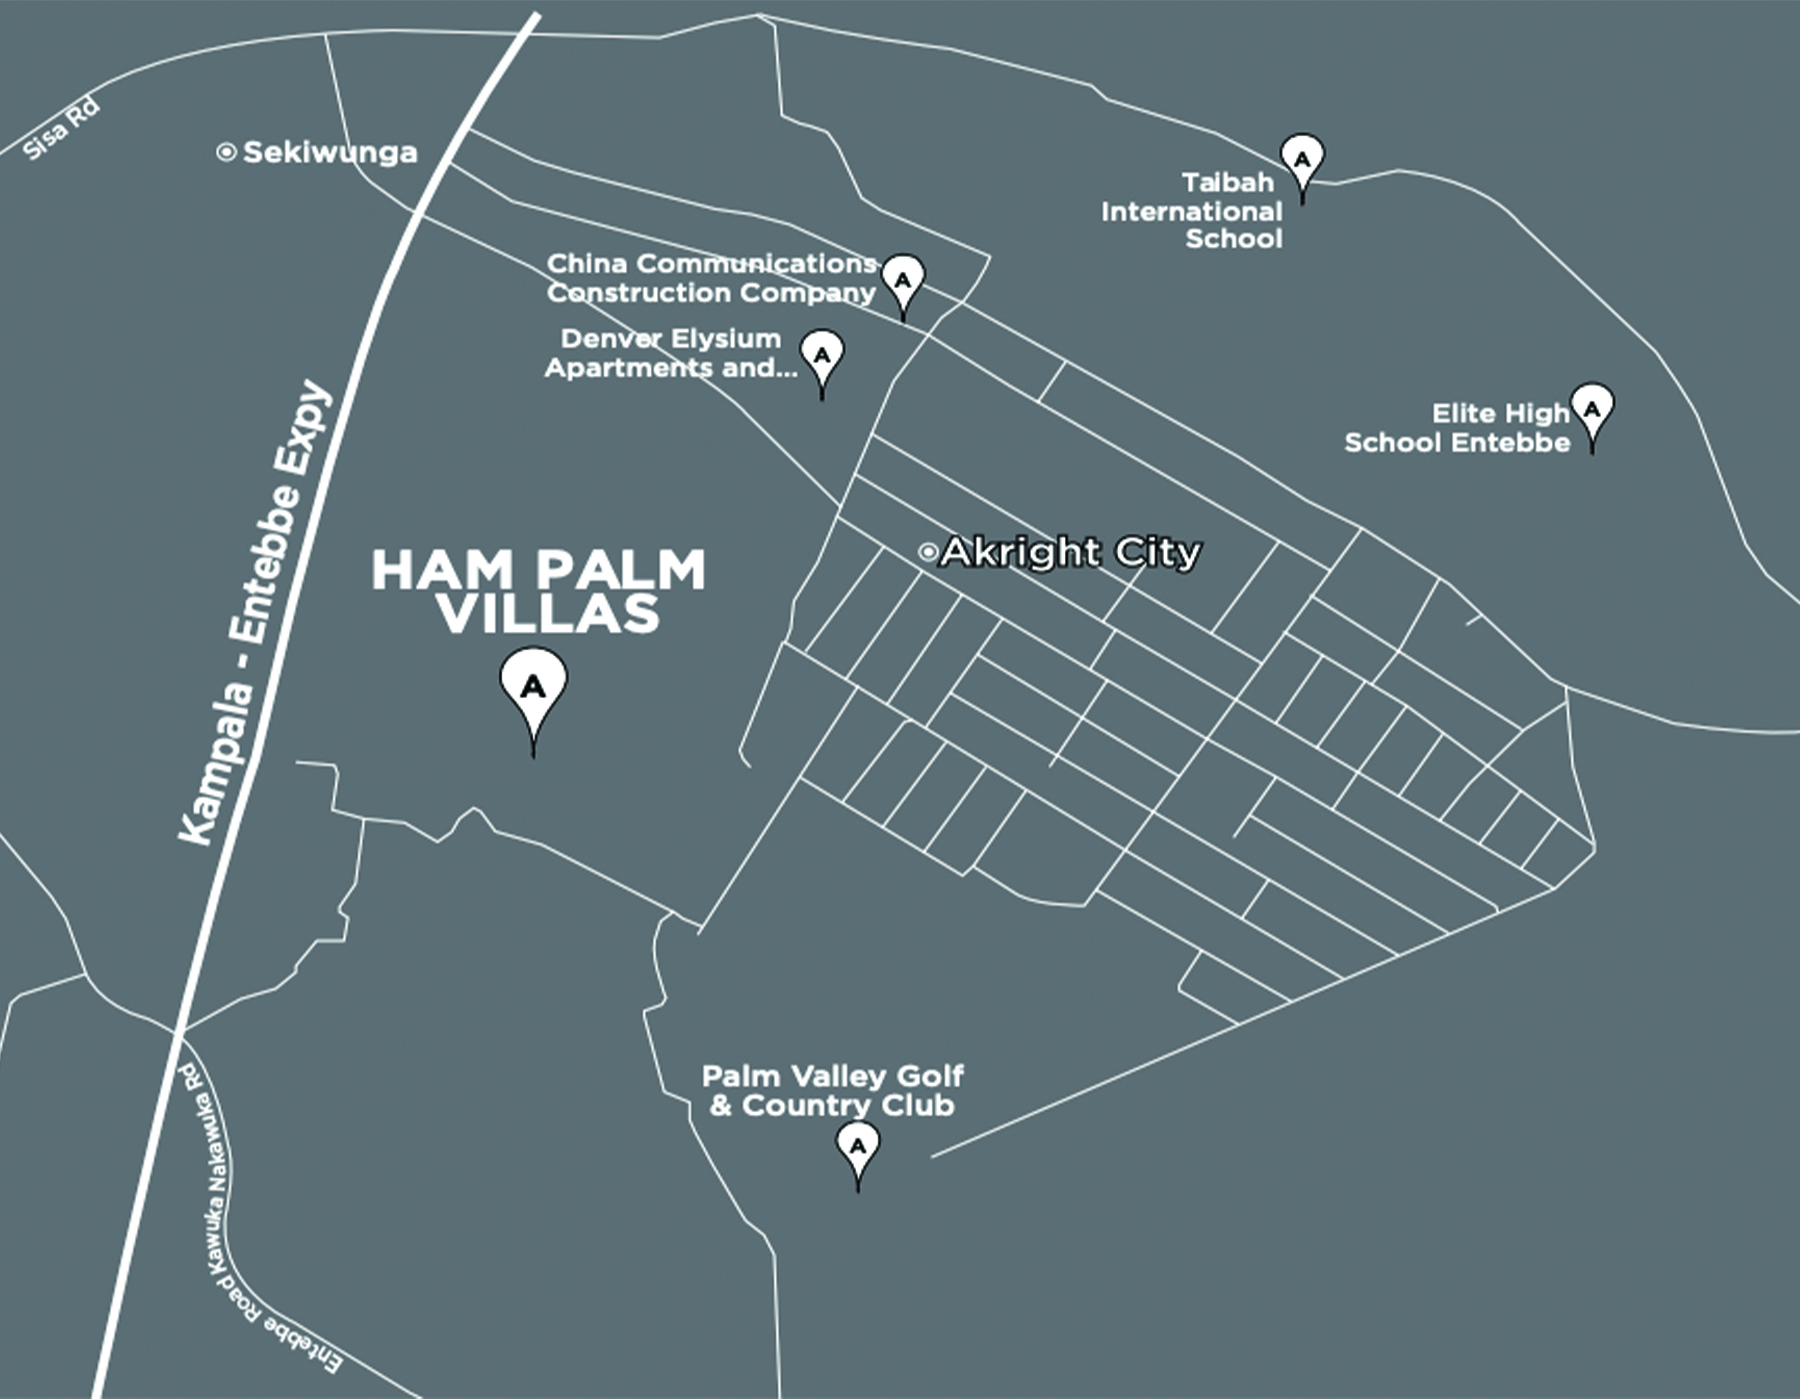 Sisa Rd
Sekiwunga
A
Taibah
International
School
China Communications
Construction Company
A
Denver Elysium
Apartments and...
A
Elite High
School Entebbe
A
Kampala - Entebbe Expy
HAM PALM
VILLAS
A
Akright City
Palm Valley Golf
& Country Club
A
Entebbe Road Kawuka Nakawuka Rd